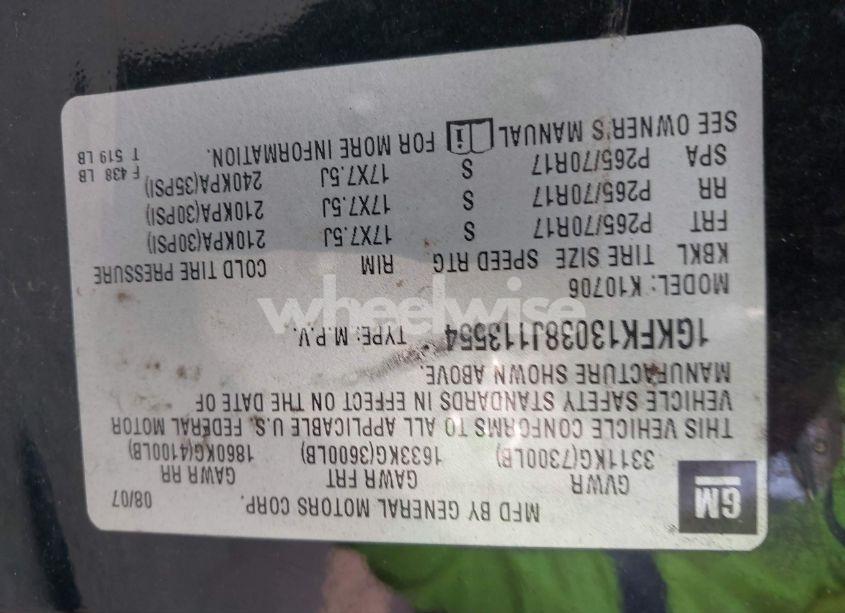 MFD BY GENERAL MOTORS CORP. 08/07
GM
GVWR GAWR FRT GAWR RR
3311KG(7300LB) 1633KG(3600LB) 1860KG(4100LB)
THIS VEHICLE CONFORMS TO ALL APPLICABLE U.S. FEDERAL MOTOR
VEHICLE SAFETY STANDARDS IN EFFECT ON THE DATE OF
MANUFACTURE SHOWN ABOVE.
1GKFK13038J113554 TYPE: M.P.V.
MODEL: K10706
KBKL TIRE SIZE SPEED RTG RIM COLD TIRE PRESSURE
FRT P265/70R17 S 17X7.5J 210KPA(30PSI)
RR P265/70R17 S 17X7.5J 210KPA(30PSI)
SPA P265/70R17 S 17X7.5J 240KPA(35PSI)
SEE OWNER'S MANUAL i FOR MORE INFORMATION.
F 438 LB
T 519 LB
wheelwise